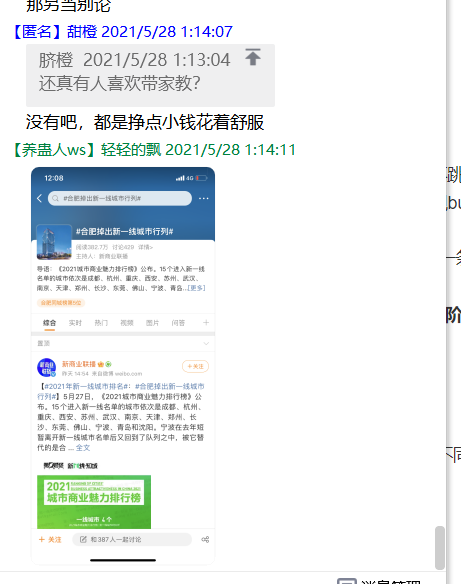 那另当别论
【匿名】甜橙 2021/5/28 1:14:07
脐橙 2021/5/28 1:13:04
还真有人喜欢带家教？
没有吧，都是挣点小钱花着舒服
【养蛊人ws】轻轻的飘 2021/5/28 1:14:11
12:08
4G
#合肥掉出新一线城市行列#
#合肥掉出新一线城市行列#
阅读382.7万 讨论429 详情>
主持人：新商业联播
导语：《2021城市商业魅力排行榜》公布。15个进入新一线
名单的城市依次是成都、杭州、重庆、西安、苏州、武汉、
南京、天津、郑州、长沙、东莞、佛山、宁波、青岛...[更多]
综合 实时 热门 视频 图片 问答 +
置顶
新商业联播
+关注
昨天 14:54 来自微博 weibo.com
【#2021年新一线城市排名#：#合肥掉出新一线城市
行列#】5月27日，《2021城市商业魅力排行榜》公
布。15个进入新一线名单的城市依次是成都、杭州、
重庆、西安、苏州、武汉、南京、天津、郑州、长
沙、东莞、佛山、宁波、青岛和沈阳。宁波在去年短
暂离开新一线城市名单后又回到了队列之中，被它替
代的是合 ... 全文
2021
城市商业魅力排行榜
一线城市 4个
+ 关注
和387人一起讨论
跳
,bu
一条
阶
不同
消息管理